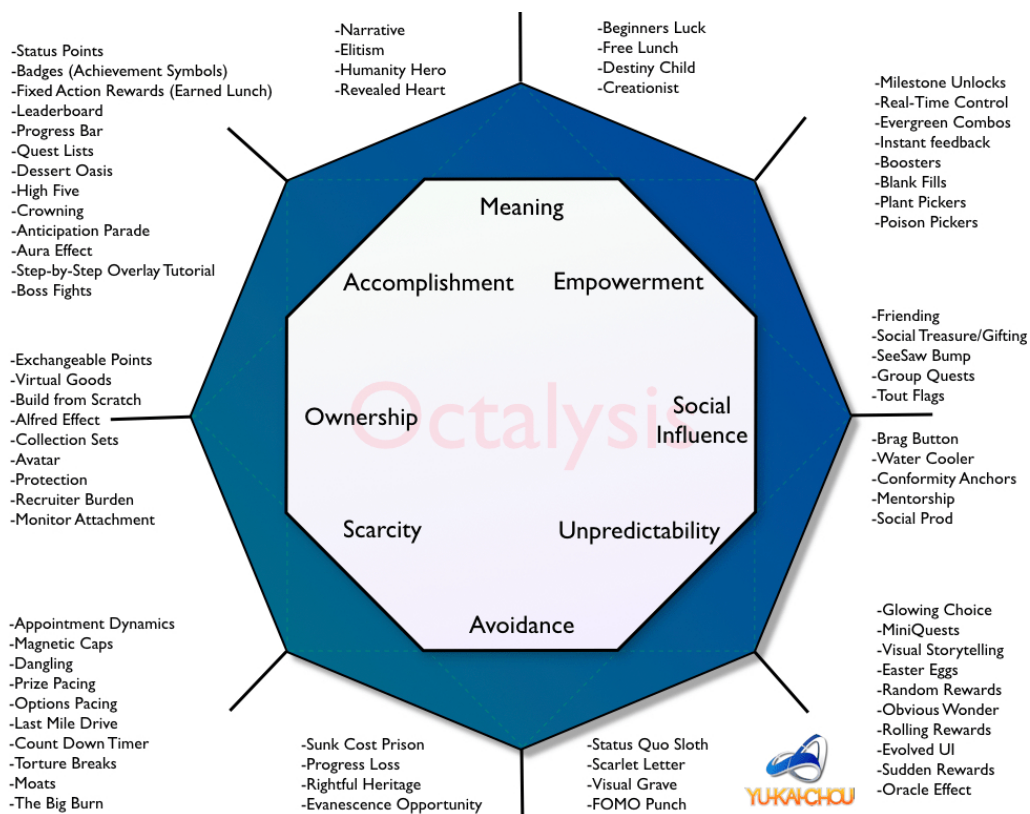 -Narrative
-Elitism
-Humanity Hero
-Revealed Heart
-Beginners Luck
-Free Lunch
-Destiny Child
-Creationist
-Status Points
-Badges (Achievement Symbols)
-Fixed Action Rewards (Earned Lunch)
-Leaderboard
-Progress Bar
-Quest Lists
-Dessert Oasis
-High Five
-Crowning
-Anticipation Parade
-Aura Effect
-Step-by-Step Overlay Tutorial
-Boss Fights
-Milestone Unlocks
-Real-Time Control
-Evergreen Combos
-Instant feedback
-Boosters
-Blank Fills
-Plant Pickers
-Poison Pickers
Meaning
Accomplishment
Empowerment
Ownership
Octalysis
Social
Influence
Scarcity
Unpredictability
Avoidance
-Exchangeable Points
-Virtual Goods
-Build from Scratch
-Alfred Effect
-Collection Sets
-Avatar
-Protection
-Recruiter Burden
-Monitor Attachment
-Friending
-Social Treasure/Gifting
-SeeSaw Bump
-Group Quests
-Tout Flags
-Brag Button
-Water Cooler
-Conformity Anchors
-Mentorship
-Social Prod
-Appointment Dynamics
-Magnetic Caps
-Dangling
-Prize Pacing
-Options Pacing
-Last Mile Drive
-Count Down Timer
-Torture Breaks
-Moats
-The Big Burn
-Sunk Cost Prison
-Progress Loss
-Rightful Heritage
-Evanescence Opportunity
-Status Quo Sloth
-Scarlet Letter
-Visual Grave
-FOMO Punch
YU-KAI-CHOU
-Glowing Choice
-MiniQuests
-Visual Storytelling
-Easter Eggs
-Random Rewards
-Obvious Wonder
-Rolling Rewards
-Evolved UI
-Sudden Rewards
-Oracle Effect